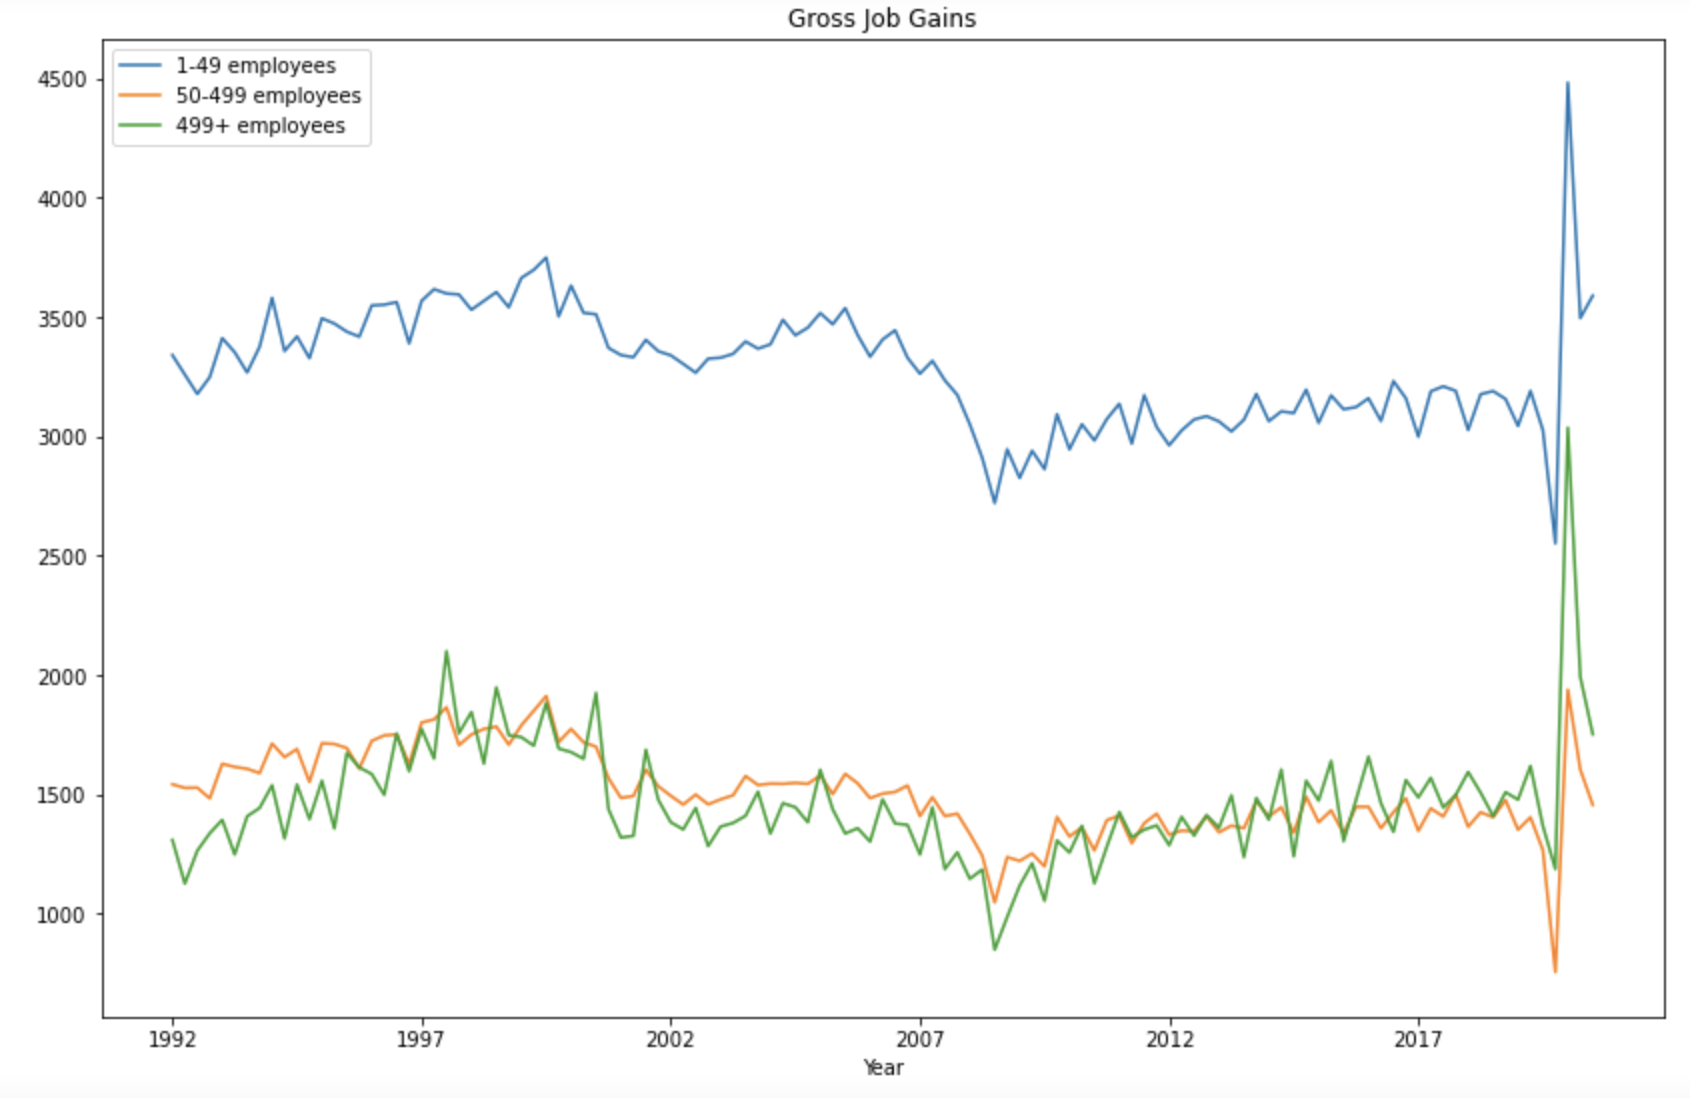 Gross Job Gains
1-49 employees
50-499 employees
499+ employees
4500
4000
3500
3000
2500
2000
1500
1000
1992 1997 2002 2007 2012 2017
Year